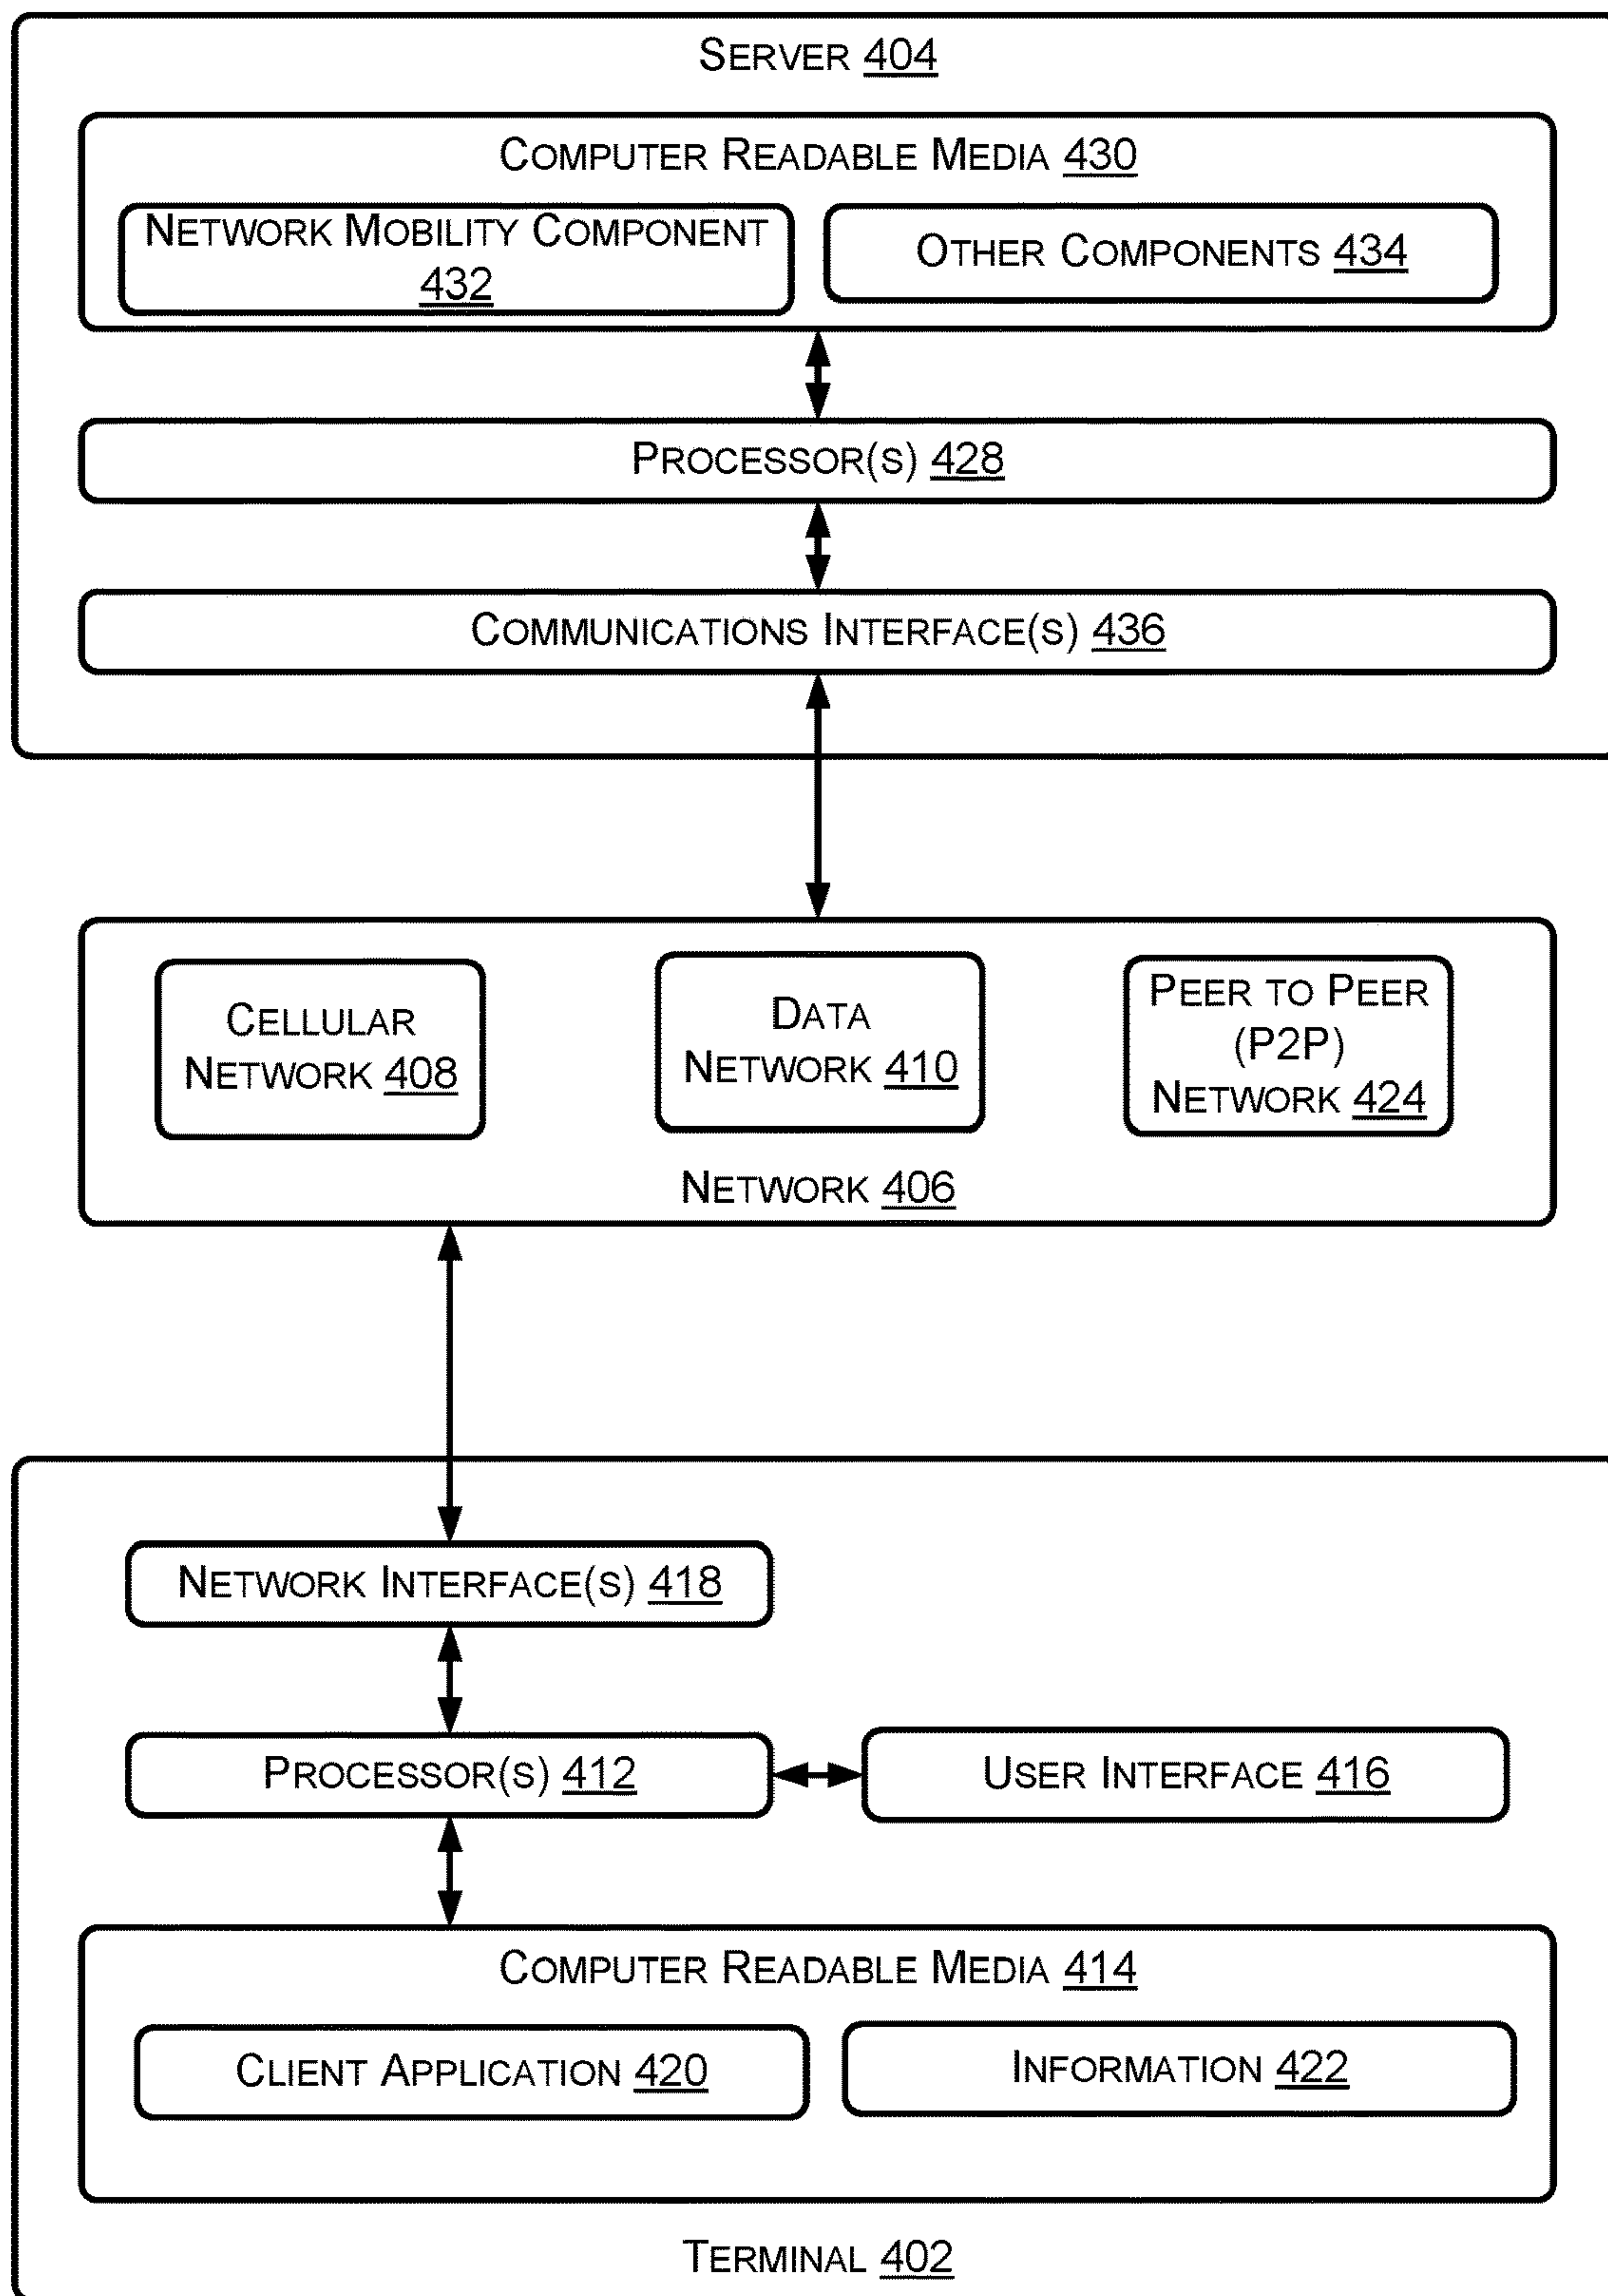 SERVER 404
COMPUTER READABLE MEDIA 430
NETWORK MOBILITY COMPONENT
432
OTHER COMPONENTS 434
PROCESSOR(S) 428
COMMUNICATIONS INTERFACE(S) 436
CELLULAR
NETWORK 408
DATA
NETWORK 410
PEER TO PEER
(P2P)
NETWORK 424
NETWORK 406
NETWORK INTERFACE(S) 418
PROCESSOR(S) 412
USER INTERFACE 416
COMPUTER READABLE MEDIA 414
CLIENT APPLICATION 420
INFORMATION 422
TERMINAL 402